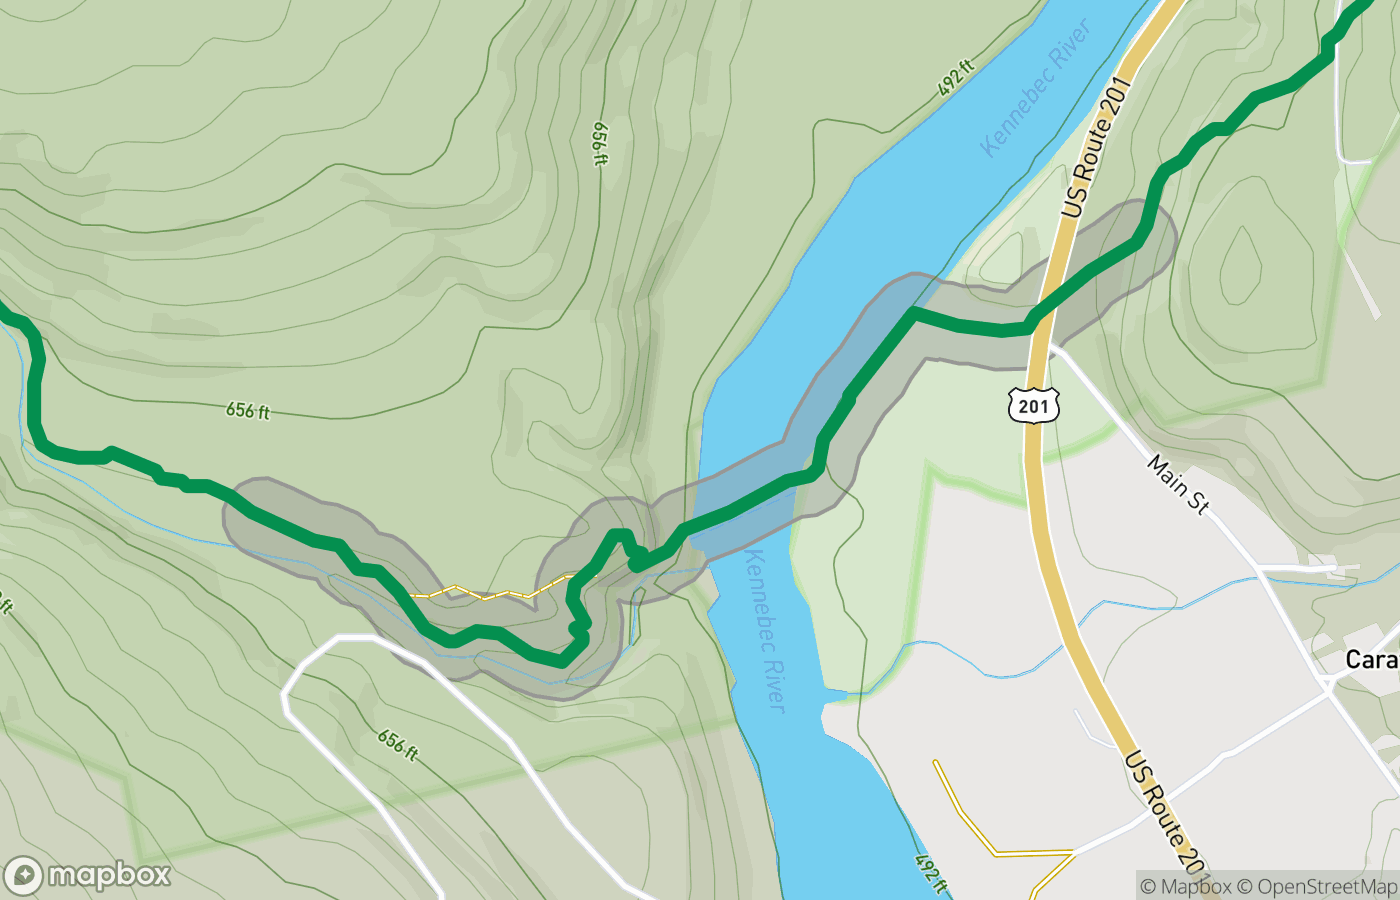 492 ft
Kennebec River
US Route 201
656 ft
656 ft
201
Main St
Kennebec River
Cara
656 ft
US Route 201
492 ft
mapbox
© Mapbox © OpenStreetMap